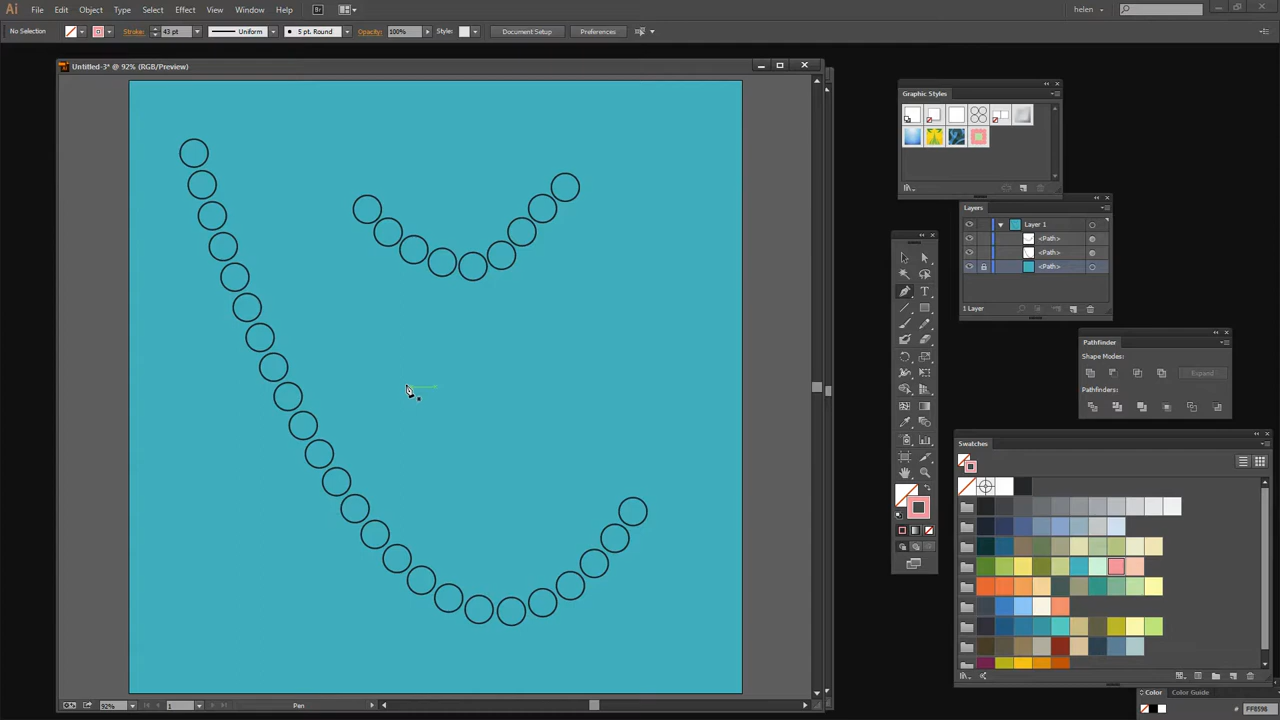 Ai File Edit Object Type Select Effect View Window Help Br helen
No Selection Stroke: 43 pt Uniform 5 pt. Round Opacity: 100% Style: Document Setup Preferences
Untitled-3* @ 92% (RGB/Preview)
Graphic Styles
Layers
Layer 1
<Path>
<Path>
<Path>
1 Layer
Pathfinder
Shape Modes:
Expand
Pathfinders:
Swatches
Color Color Guide
# FF8598
92% 1 Pen